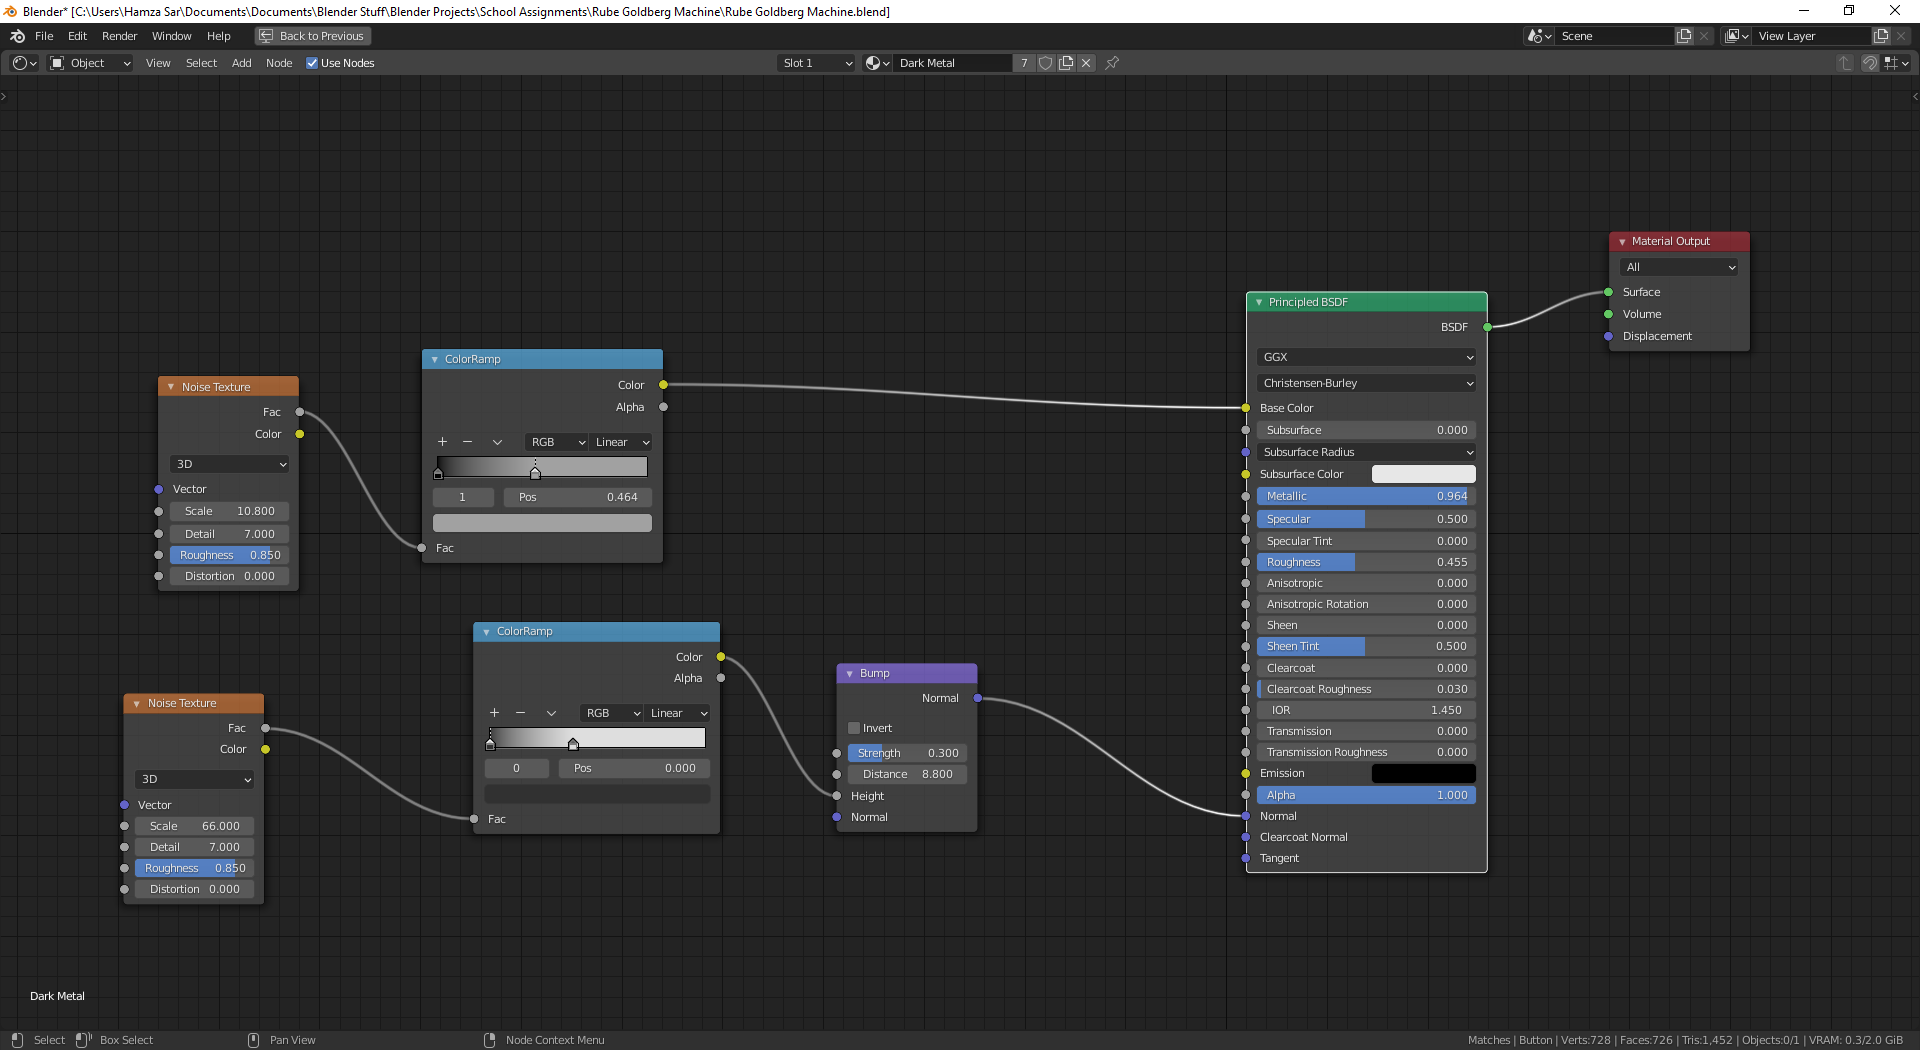 Blender* [C:\Users\Hamza Sar\Documents\Documents\Blender Stuff\Blender Projects\School Assignments\Rube Goldberg Machine\Rube Goldberg Machine.blend]
File Edit Render Window Help Back to Previous Scene View Layer
Object View Select Add Node Use Nodes Slot 1 Dark Metal 7
Noise Texture
Fac
Color
3D
Vector
Scale 10.800
Detail 7.000
Roughness 0.850
Distortion 0.000
ColorRamp
Color
Alpha
RGB Linear
1 Pos 0.464
Fac
Noise Texture
Fac
Color
3D
Vector
Scale 66.000
Detail 7.000
Roughness 0.850
Distortion 0.000
ColorRamp
Color
Alpha
RGB Linear
0 Pos 0.000
Fac
Bump
Normal
Invert
Strength 0.300
Distance 8.800
Height
Normal
Principled BSDF
BSDF
GGX
Christensen-Burley
Base Color
Subsurface 0.000
Subsurface Radius
Subsurface Color
Metallic 0.964
Specular 0.500
Specular Tint 0.000
Roughness 0.455
Anisotropic 0.000
Anisotropic Rotation 0.000
Sheen 0.000
Sheen Tint 0.500
Clearcoat 0.000
Clearcoat Roughness 0.030
IOR 1.450
Transmission 0.000
Transmission Roughness 0.000
Emission
Alpha 1.000
Normal
Clearcoat Normal
Tangent
Material Output
All
Surface
Volume
Displacement
Dark Metal
Select Box Select Pan View Node Context Menu Matches | Button | Verts:728 | Faces:726 | Tris:1,452 | Objects:0/1 | VRAM: 0.3/2.0 GiB